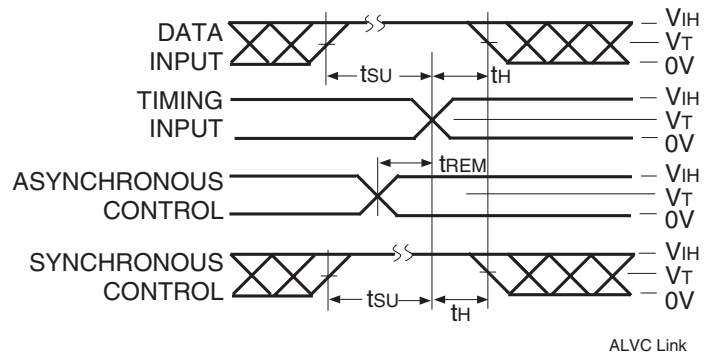 DATA
INPUT
tSU
tH
VIH
VT
0V
TIMING
INPUT
VIH
VT
0V
tREM
ASYNCHRONOUS
CONTROL
VIH
VT
0V
SYNCHRONOUS
CONTROL
tSU
tH
VIH
VT
0V
ALVC Link